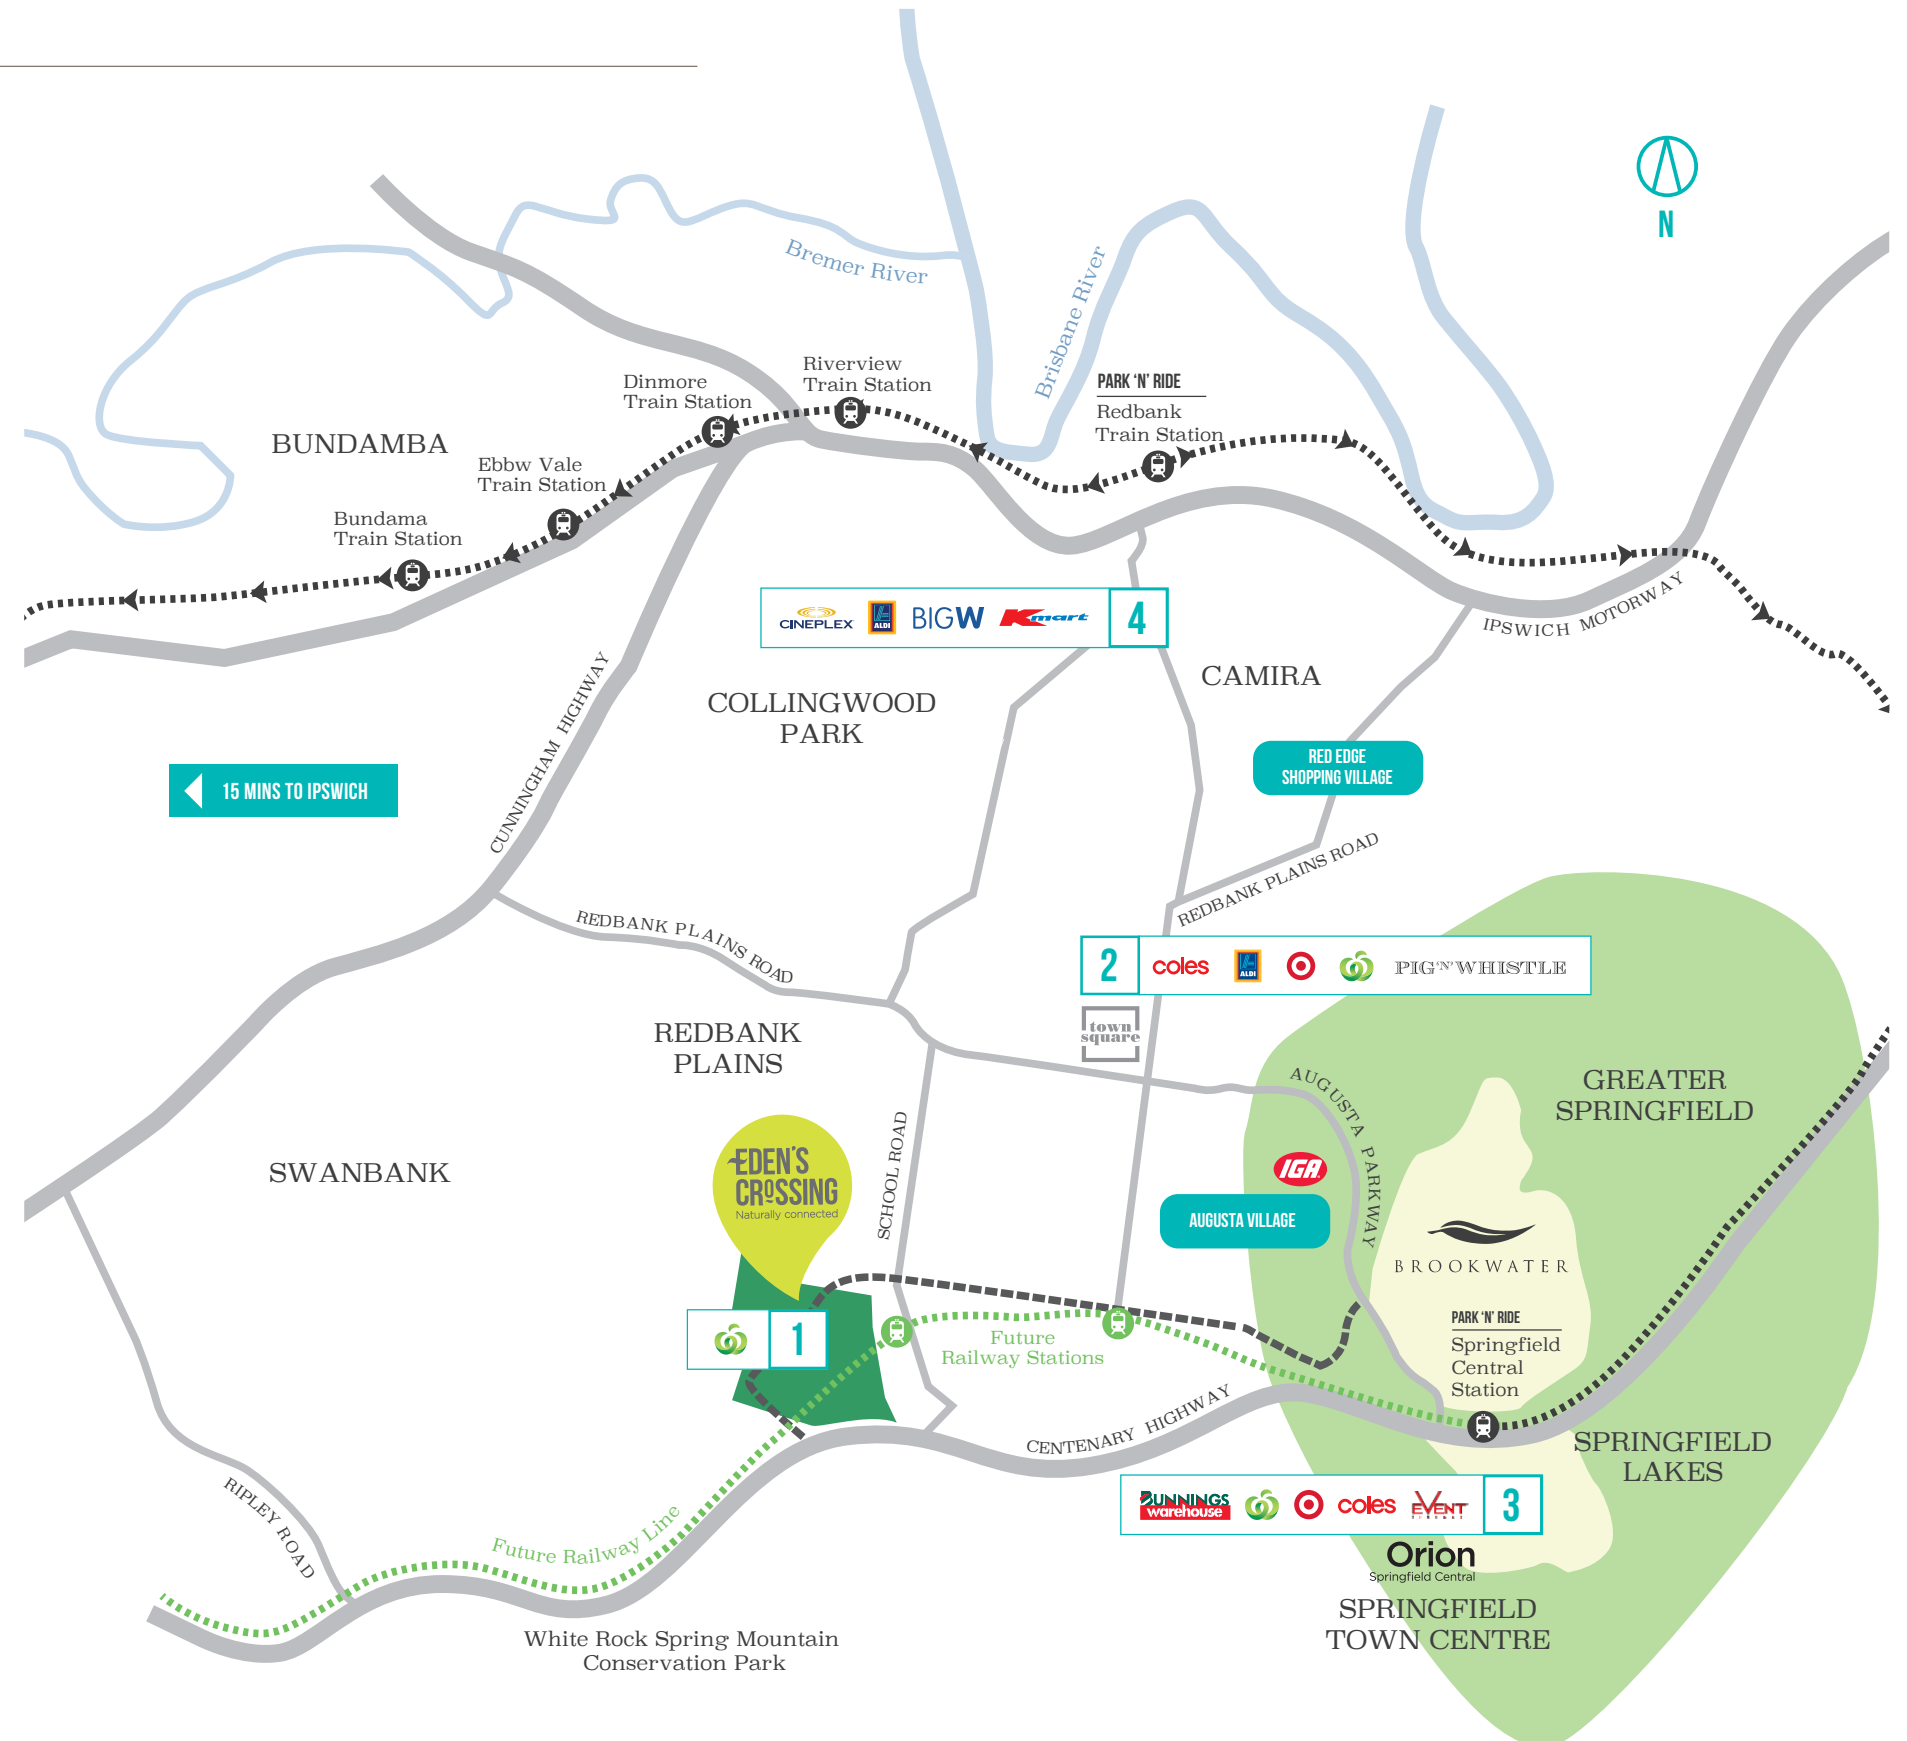 N
Bremer River
Brisbane River
Riverview
Train Station
Dinmore
Train Station
PARK 'N' RIDE
Redbank
Train Station
BUNDAMBA
Ebbw Vale
Train Station
Bundama
Train Station
IPSWICH MOTORWAY
CINEPLEX
ALDI
BIGW
Kmart
4
CAMIRA
COLLINGWOOD
PARK
CUNNINGHAM HIGHWAY
RED EDGE
SHOPPING VILLAGE
15 MINS TO IPSWICH
REDBANK PLAINS ROAD
REDBANK PLAINS ROAD
2
coles
ALDI
PIG 'N' WHISTLE
town
square
REDBANK
PLAINS
AUGUSTA PARKWAY
GREATER
SPRINGFIELD
SWANBANK
EDEN'S
CROSSING
Naturally connected
SCHOOL ROAD
IGA
AUGUSTA VILLAGE
BROOKWATER
1
Future
Railway Stations
PARK 'N' RIDE
Springfield
Central
Station
CENTENARY HIGHWAY
SPRINGFIELD
LAKES
RIPLEY ROAD
Future Railway Line
BUNNINGS
warehouse
coles
EVENT
3
Orion
Springfield Central
SPRINGFIELD
TOWN CENTRE
White Rock Spring Mountain
Conservation Park